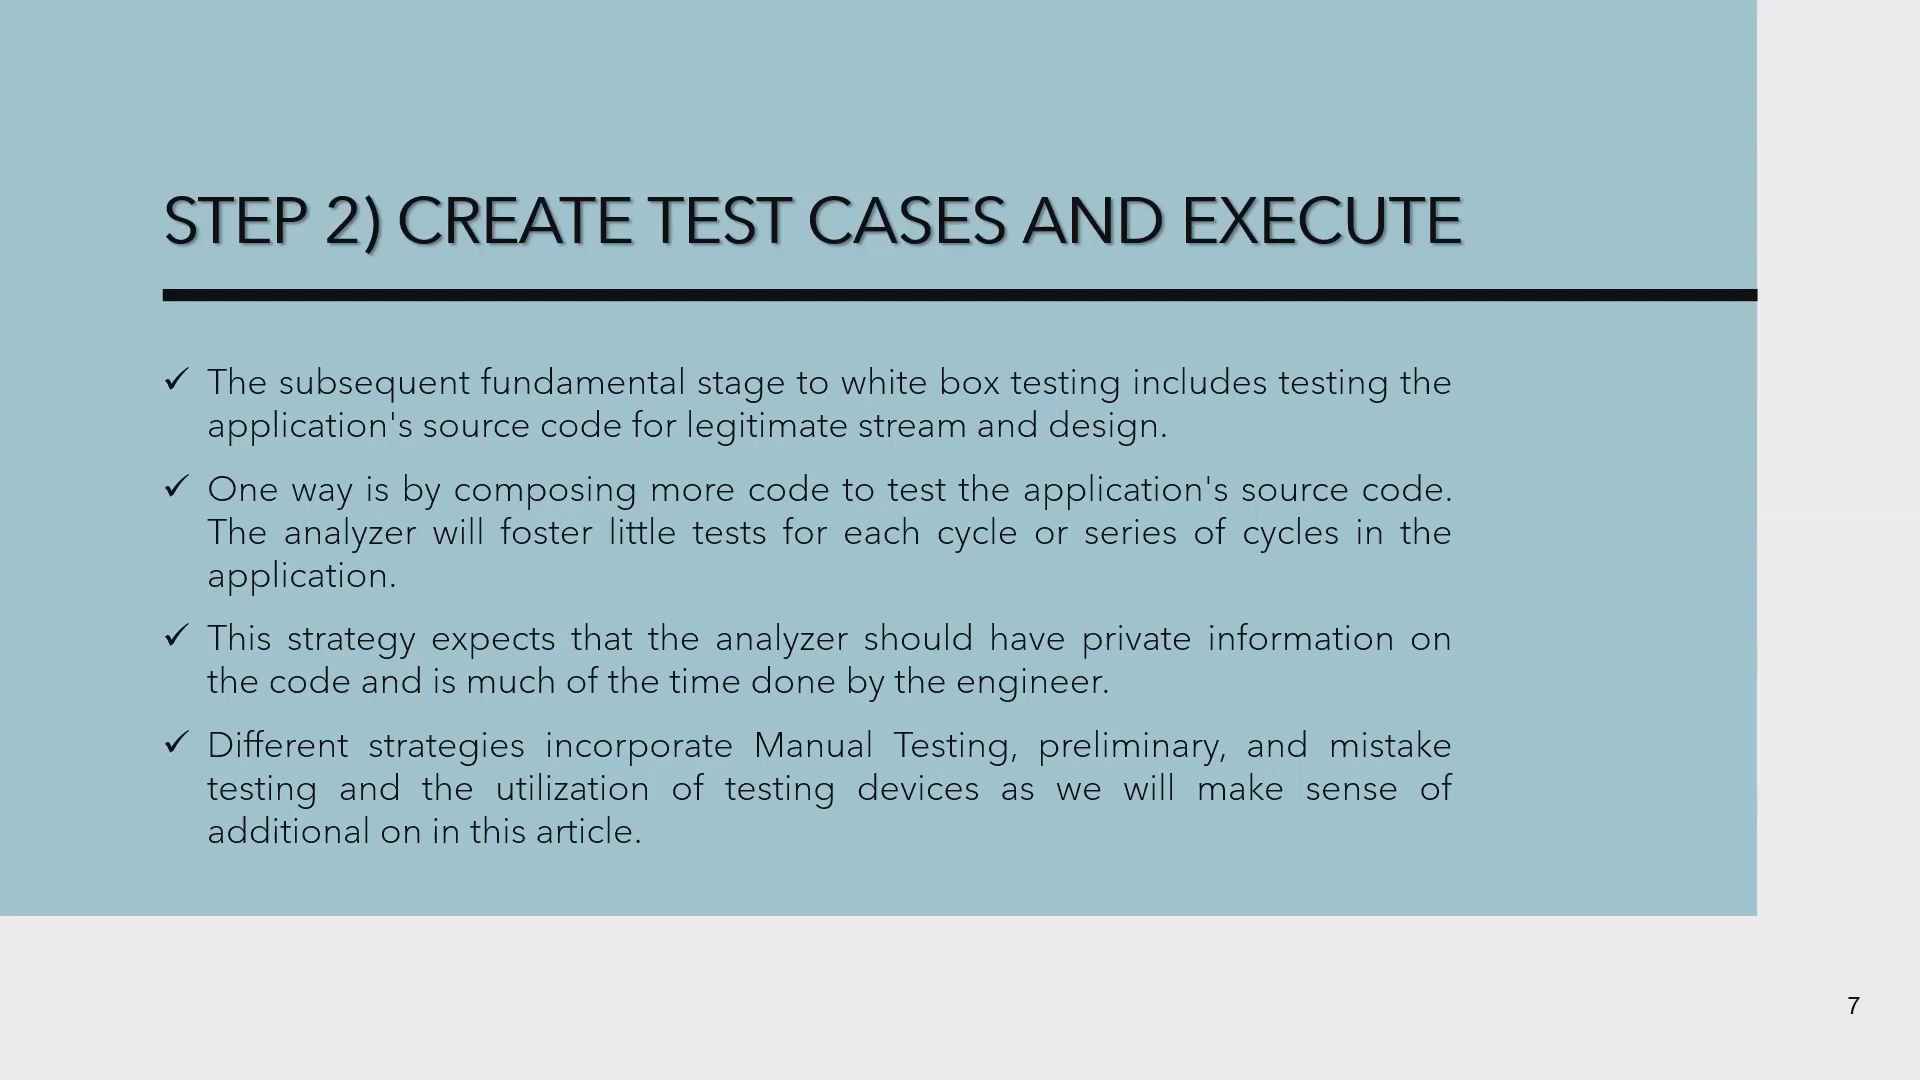 STEP 2) CREATE TEST CASES AND EXECUTE
✓ The subsequent fundamental stage to white box testing includes testing the
application's source code for legitimate stream and design.
✓ One way is by composing more code to test the application's source code.
The analyzer will foster little tests for each cycle or series of cycles in the
application.
✓ This strategy expects that the analyzer should have private information on
the code and is much of the time done by the engineer.
✓ Different strategies incorporate Manual Testing, preliminary, and mistake
testing and the utilization of testing devices as we will make sense of
additional on in this article.
7